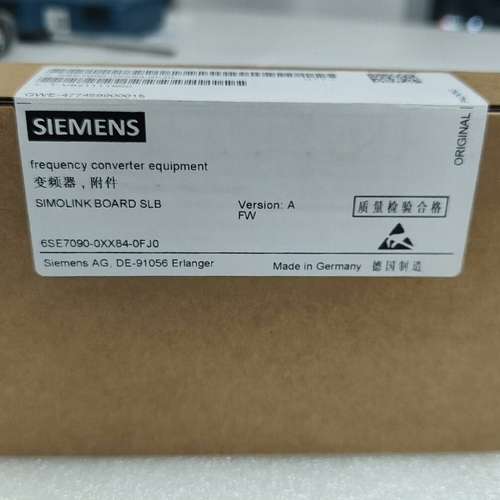 SIEMENS
ORIGINAL
frequency converter equipment
变频器,附件
SIMOLINK BOARD SLB
Version: A
FW
质量检验合格
6SE7090-0XX84-0FJ0
Siemens AG, DE-91056 Erlanger
Made in Germany 德国制造